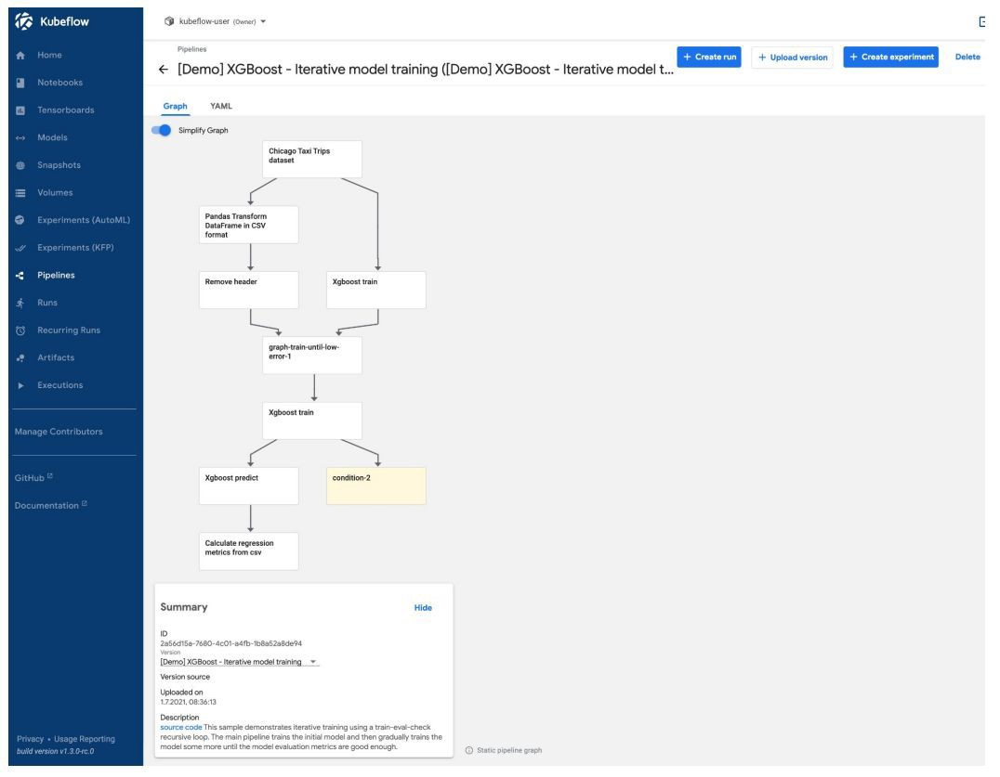 Kubeflow
kubeflow-user (Owner)
Home
Notebooks
Tensorboards
Models
Snapshots
Volumes
Experiments (AutoML)
Experiments (KFP)
Pipelines
Runs
Recurring Runs
Artifacts
Executions
Manage Contributors
GitHub
Documentation
Privacy • Usage Reporting
build version v1.3.0-rc.0
Pipelines
[Demo] XGBoost - Iterative model training ([Demo] XGBoost - Iterative model t...
+ Create run
+ Upload version
+ Create experiment
Delete
Graph
YAML
Simplify Graph
Chicago Taxi Trips
dataset
Pandas Transform
DataFrame in CSV
format
Remove header
Xgboost train
graph-train-until-low-
error-1
Xgboost train
Xgboost predict
condition-2
Calculate regression
metrics from csv
Summary
Hide
ID
2a56d15a-7680-4c01-a4fb-1b8a52a8de94
Version
[Demo] XGBoost - Iterative model training
Version source
Uploaded on
1.7.2021, 08:36:13
Description
source code This sample demonstrates iterative training using a train-eval-check
recursive loop. The main pipeline trains the initial model and then gradually trains the
model some more until the model evaluation metrics are good enough.
Static pipeline graph